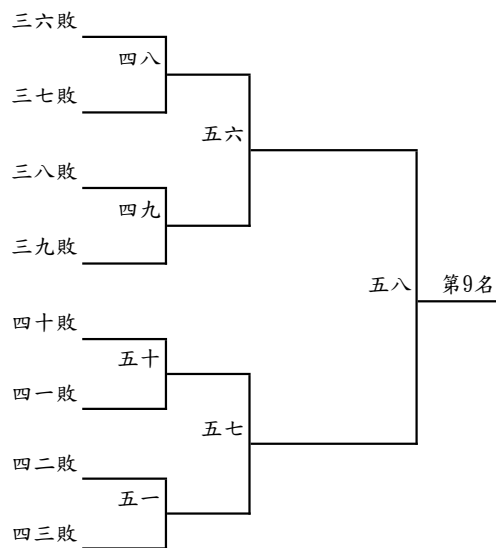 三六敗
四八
三七敗
五六
三八敗
四九
三九敗
五八
第9名
四十敗
五十
四一敗
五七
四二敗
五一
四三敗